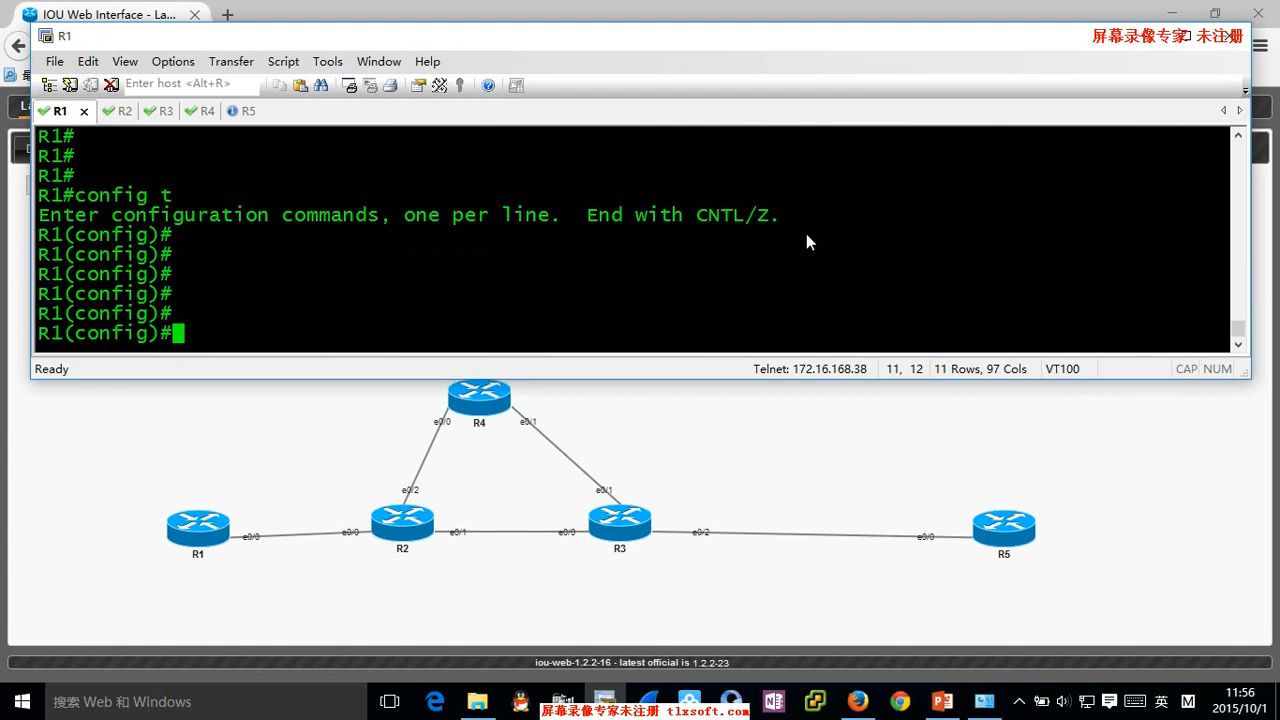 IOU Web Interface - La...
R1
屏幕录像专家 未注册
File Edit View Options Transfer Script Tools Window Help
Enter host <Alt+R>
R1 R2 R3 R4 R5
R1#
R1#
R1#
R1#config t
Enter configuration commands, one per line. End with CNTL/Z.
R1(config)#
R1(config)#
R1(config)#
R1(config)#
R1(config)#
R1(config)#
Ready Telnet: 172.16.168.38 11, 12 11 Rows, 97 Cols VT100 CAP NUM
R4
e0/0 e0/1
e0/2 e0/1
e0/0 e0/0 e0/1 e0/0 e0/2 e0/0
R1 R2 R3 R5
iou-web-1.2.2-16 - latest official is 1.2.2-23
搜索 Web 和 Windows
英
M
11:56
2015/10/1
屏幕录像专家未注册 tlxsoft.com